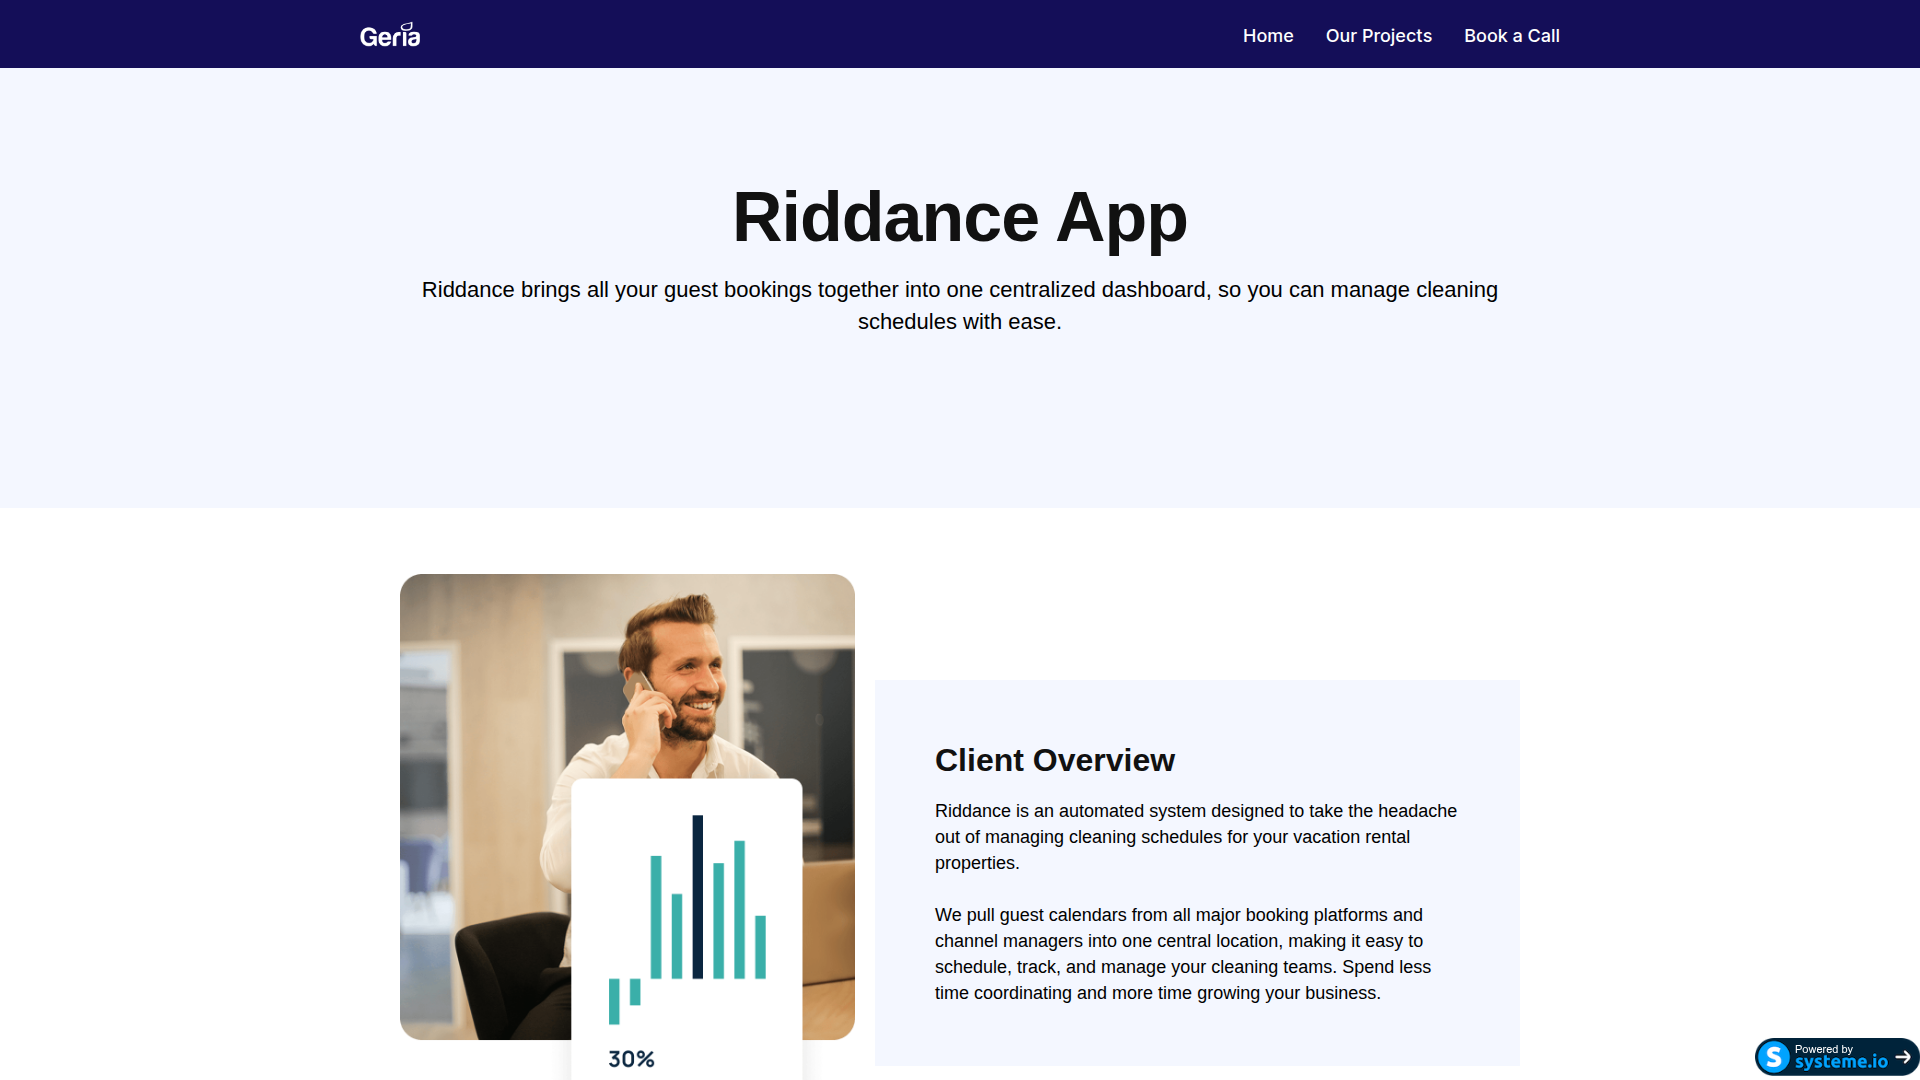 Geria
Home
Our Projects
Book a Call
Riddance App
Riddance brings all your guest bookings together into one centralized dashboard, so you can manage cleaning
schedules with ease.
Client Overview
Riddance is an automated system designed to take the headache
out of managing cleaning schedules for your vacation rental
properties.
We pull guest calendars from all major booking platforms and
channel managers into one central location, making it easy to
schedule, track, and manage your cleaning teams. Spend less
time coordinating and more time growing your business.
30%
Powered by
systeme.io